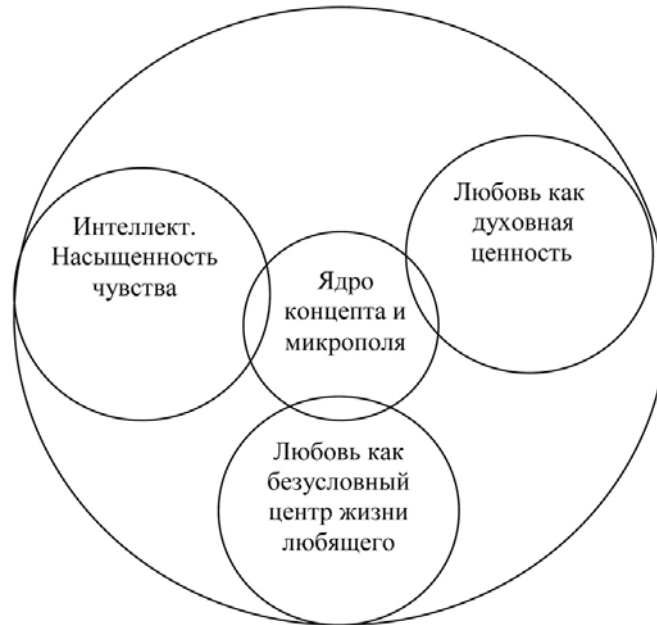 Интеллект.
Насыщенность
чувства
Любовь как
духовная
ценность
Ядро
концепта и
микрополя
Любовь как
безусловный
центр жизни
любящего